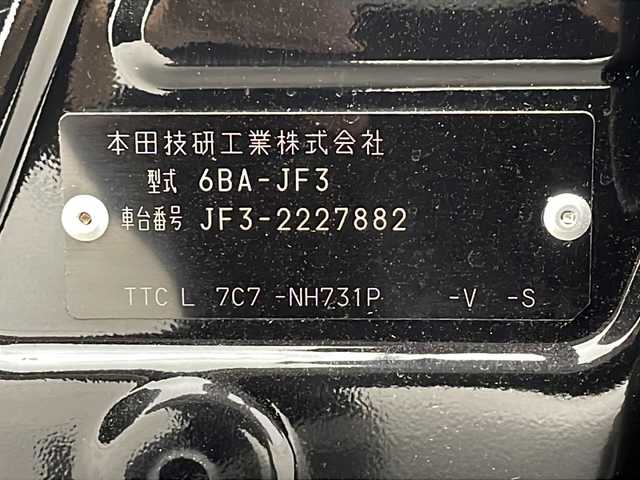 本田技研工業株式会社
型式 6BA-JF3
車台番号 JF3-2227882
TTC L 7C7 -NH731P -V -S